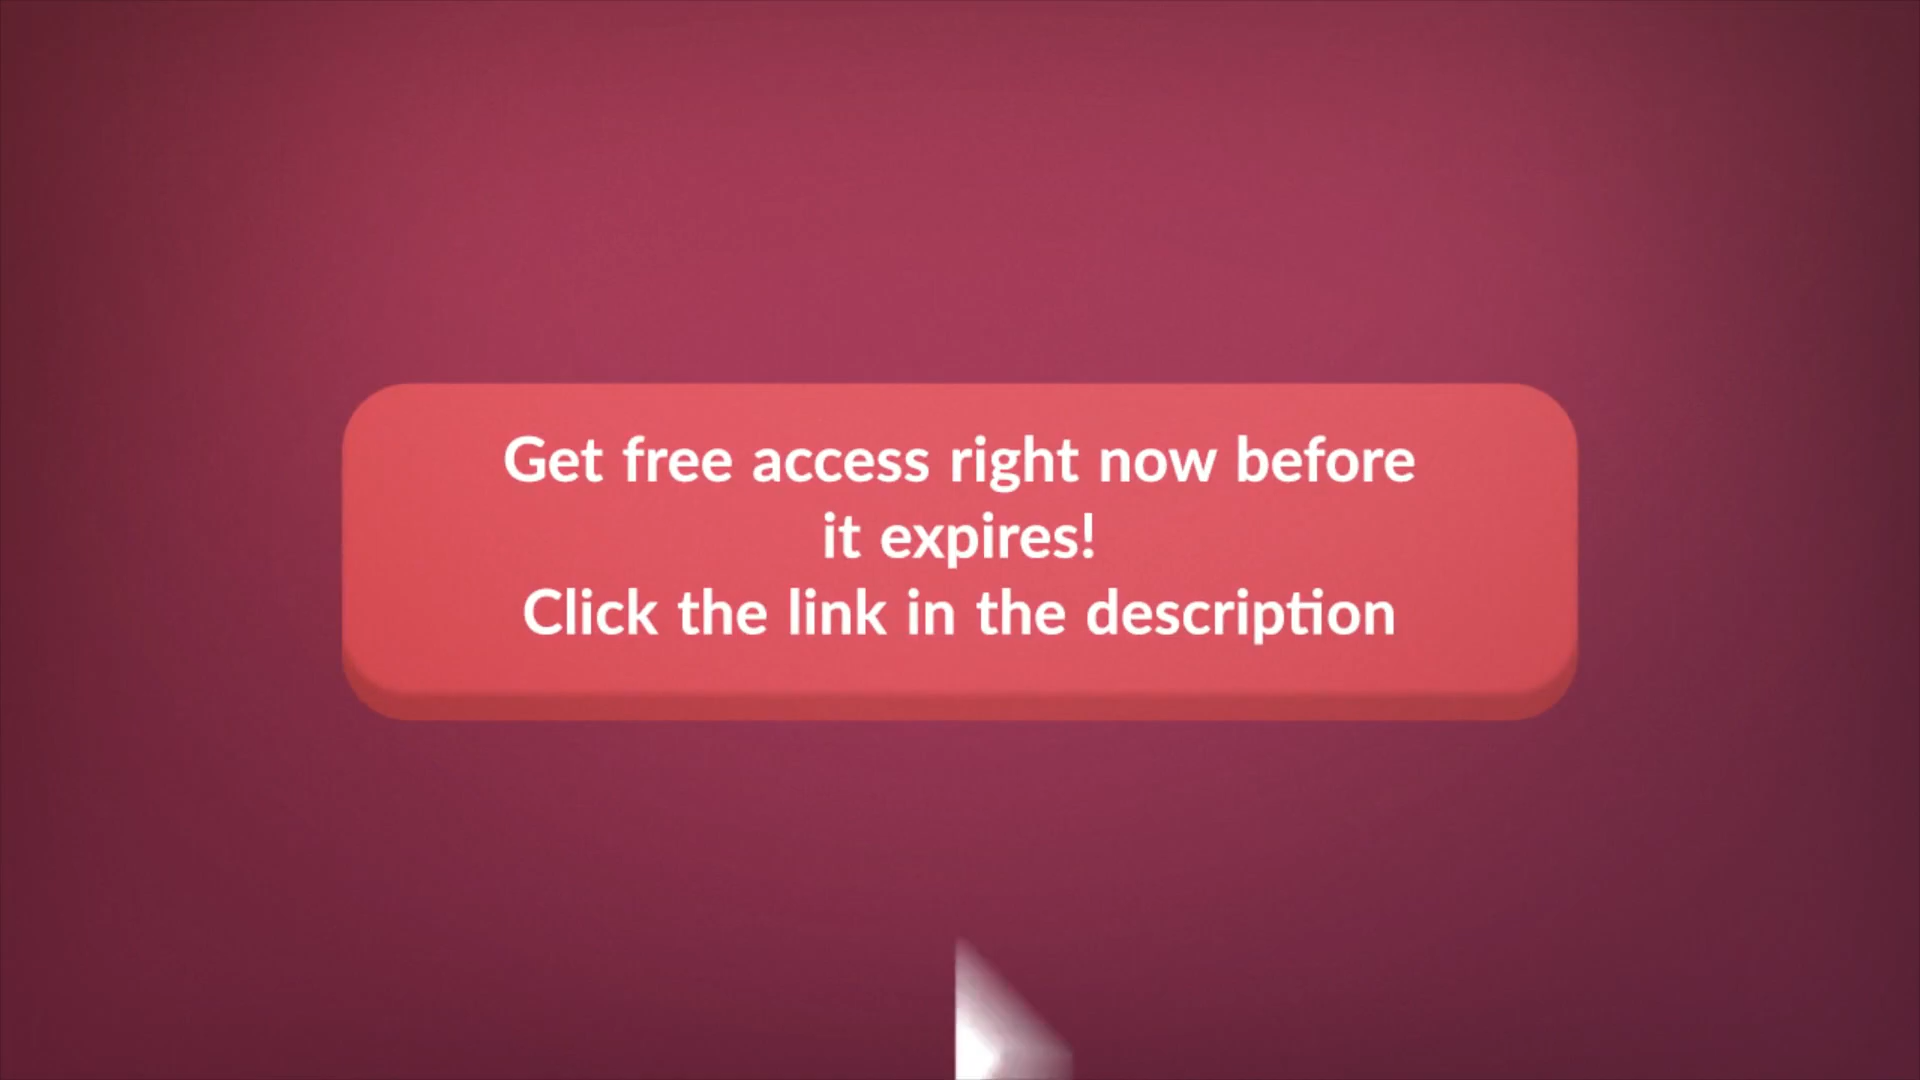 Get free access right now before
it expires!
Click the link in the description